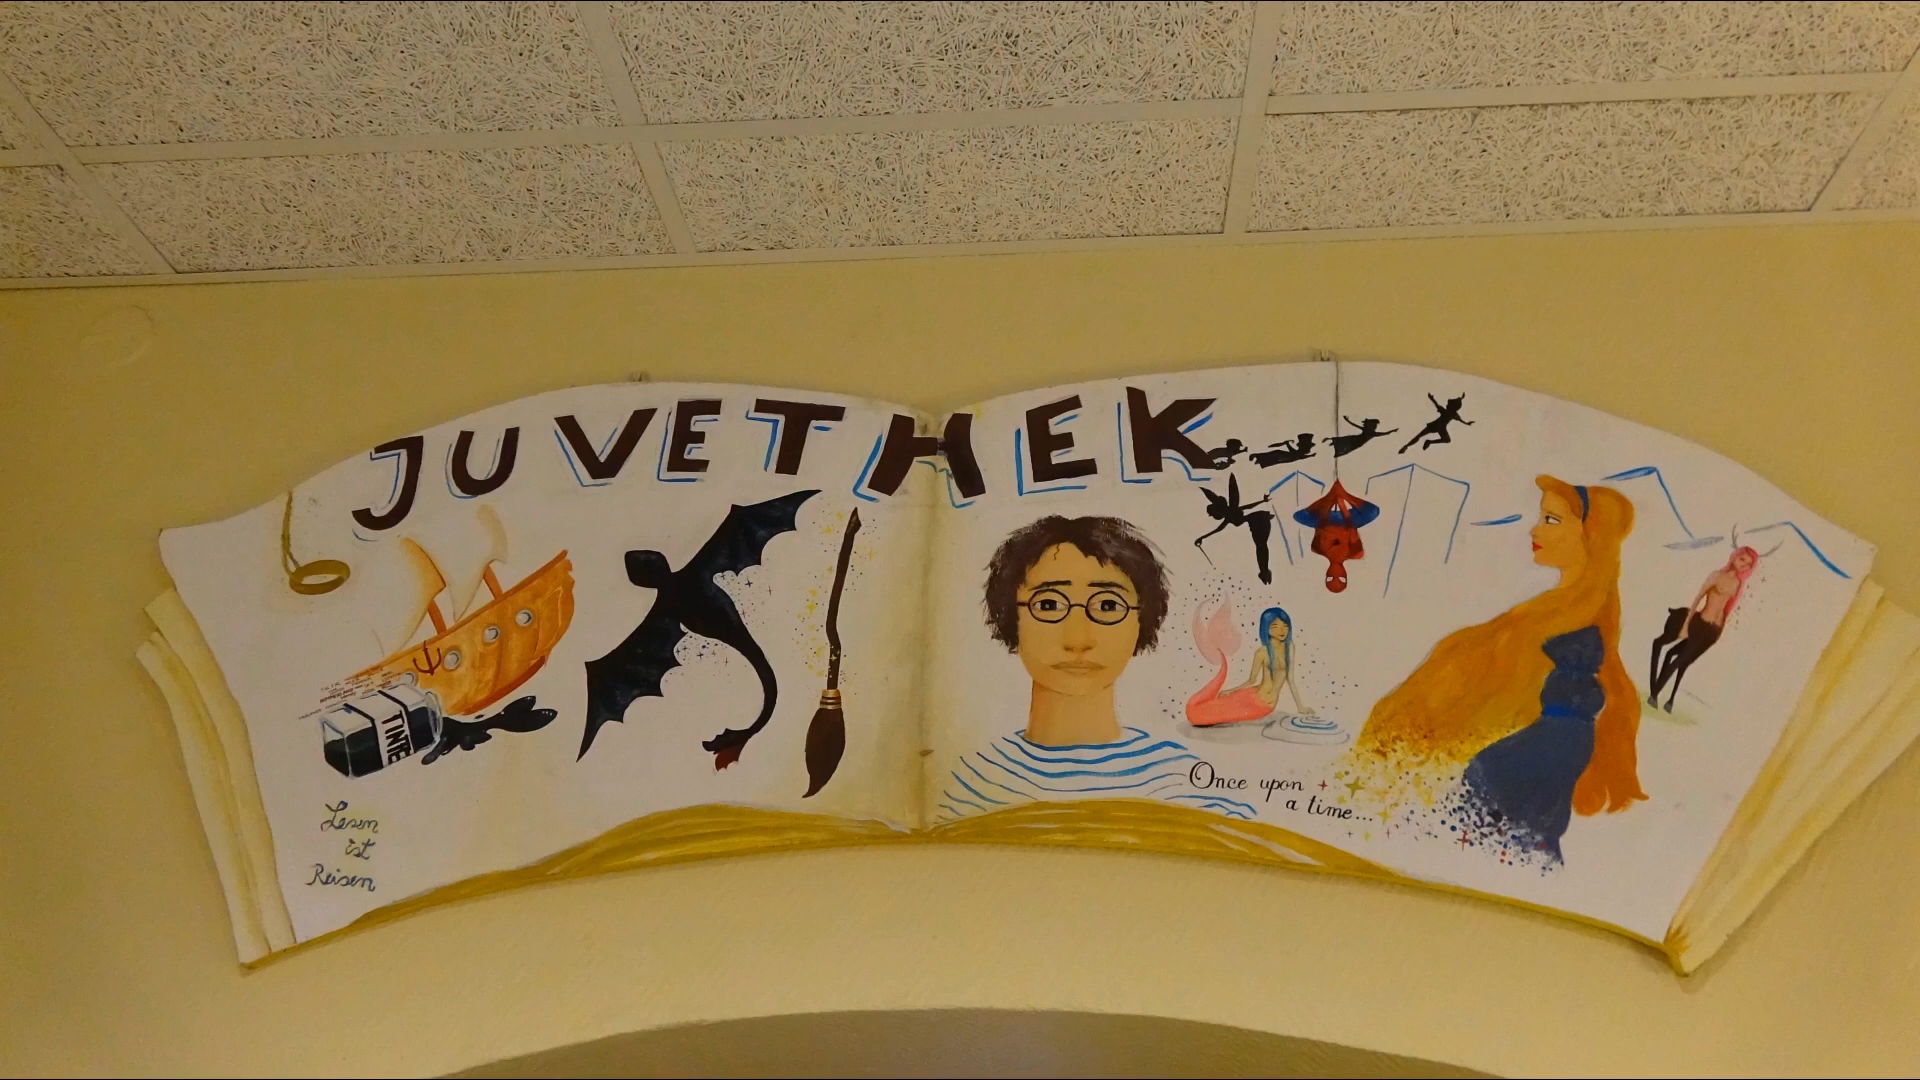 JUVETHEK
TINTE
Lesen
ist
Reisen
Once upon
a time...